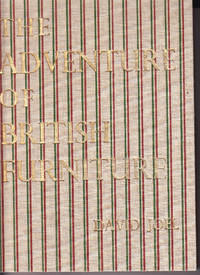 THE
ADVENTURE
OF
BRITISH
FURNITURE
DAVID JOEL